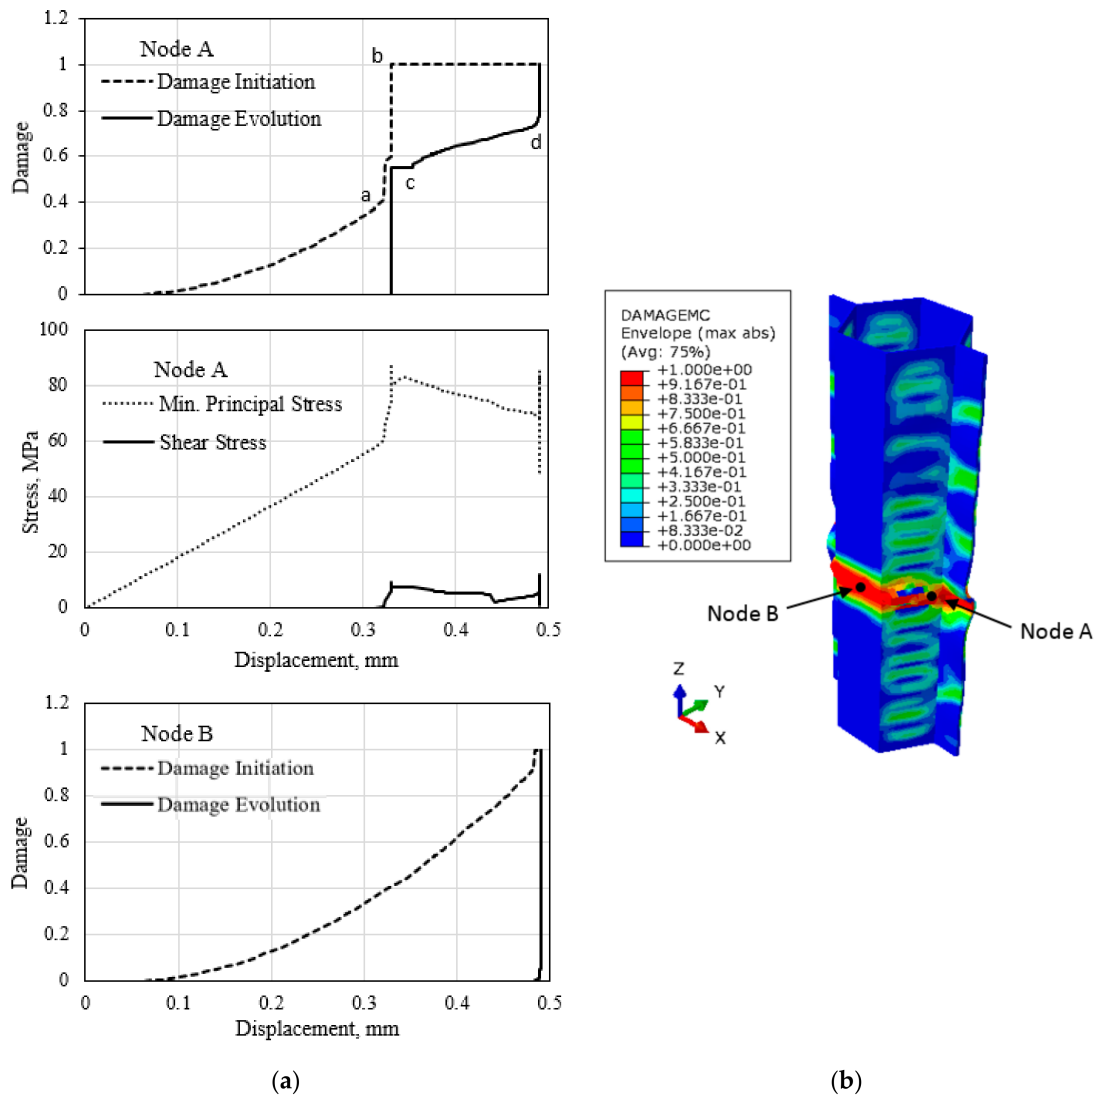 1.2
1
0.8
0.6
0.4
0.2
0
Damage
Node A
Damage Initiation
Damage Evolution
a
b
c
d
100
80
60
40
20
0
Stress, MPa
Node A
Min. Principal Stress
Shear Stress
0 0.1 0.2 0.3 0.4 0.5
Displacement, mm
1.2
1
0.8
0.6
0.4
0.2
0
Damage
Node B
Damage Initiation
Damage Evolution
0 0.1 0.2 0.3 0.4 0.5
Displacement, mm
(a)
DAMAGEMC
Envelope (max abs)
(Avg: 75%)
+1.000e+00
+9.167e-01
+8.333e-01
+7.500e-01
+6.667e-01
+5.833e-01
+5.000e-01
+4.167e-01
+3.333e-01
+2.500e-01
+1.667e-01
+8.333e-02
+0.000e+00
Node B
Node A
Z
Y
X
(b)